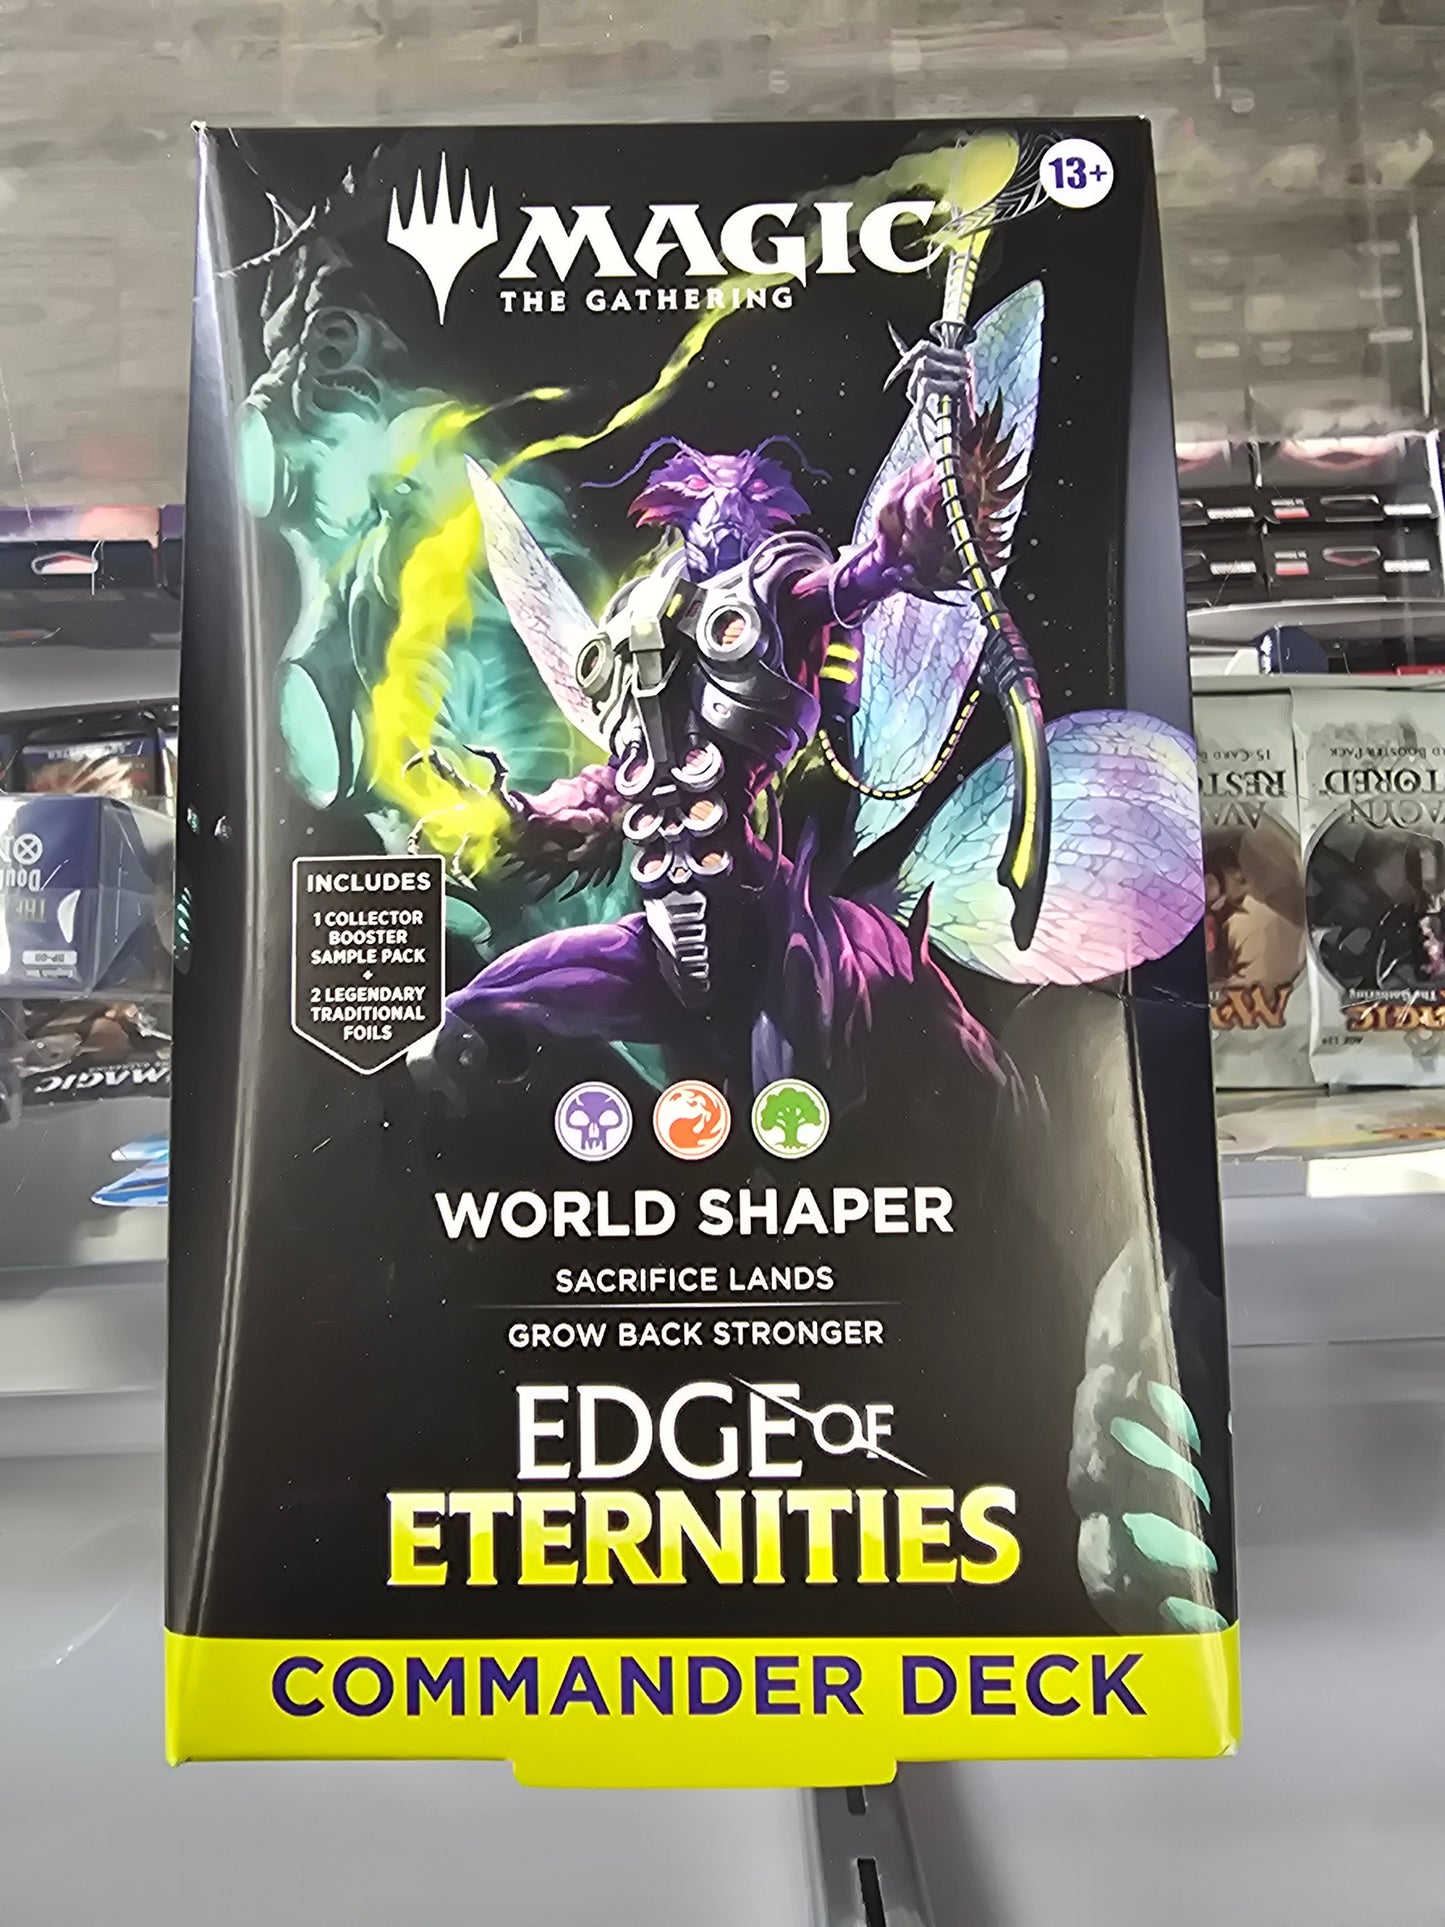 13+
MAGIC
THE GATHERING
INCLUDES
1 COLLECTOR
BOOSTER
SAMPLE PACK
+
2 LEGENDARY
TRADITIONAL
FOILS
WORLD SHAPER
SACRIFICE LANDS
GROW BACK STRONGER
EDGE OF
ETERNITIES
COMMANDER DECK
MAGIC